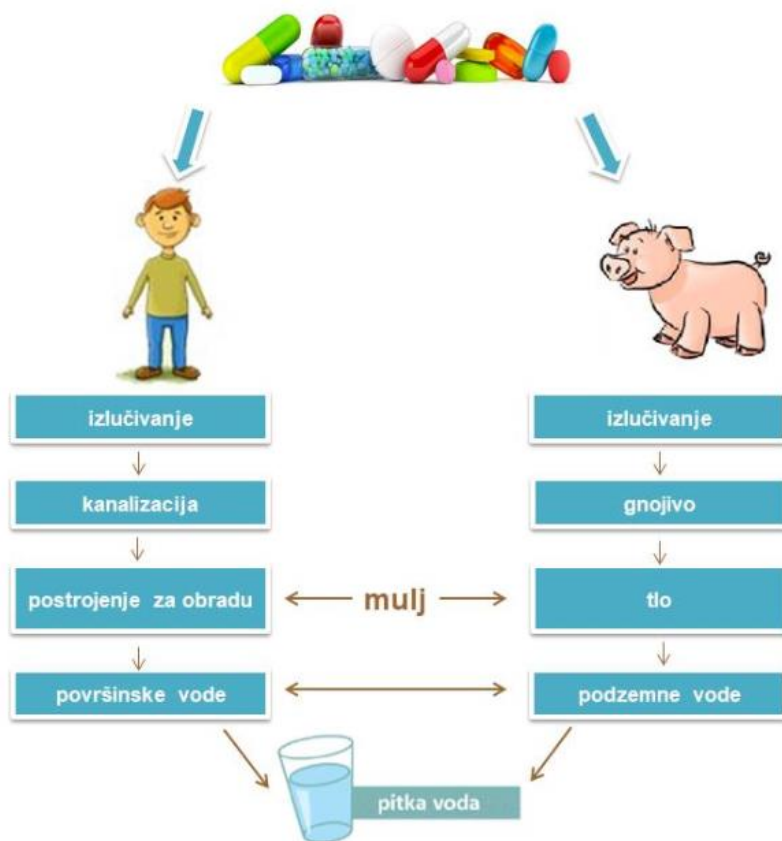 izlučivanje
izlučivanje
kanalizacija
gnojivo
postrojenje za obradu
mulj
tlo
površinske vode
podzemne vode
pitka voda